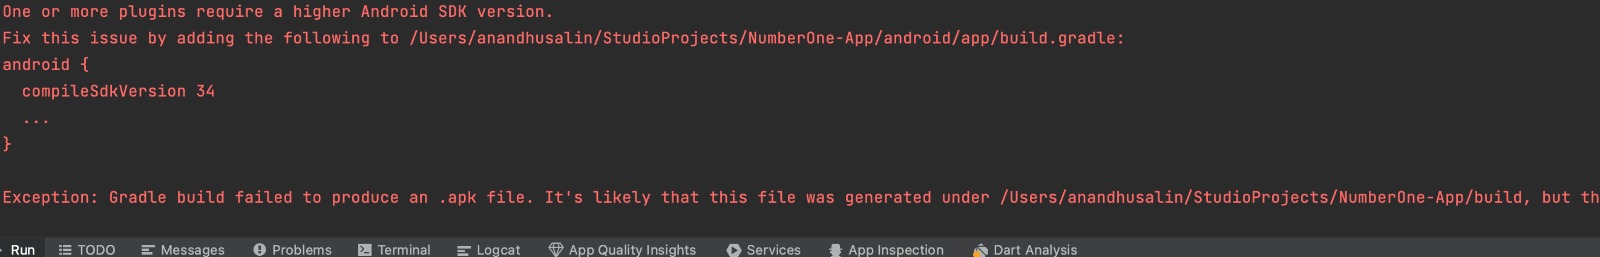 One or more plugins require a higher Android SDK version.
Fix this issue by adding the following to /Users/anandhusalin/StudioProjects/NumberOne-App/android/app/build.gradle:
android {
  compileSdkVersion 34
  ...
}
Exception: Gradle build failed to produce an .apk file. It's likely that this file was generated under /Users/anandhusalin/StudioProjects/NumberOne-App/build, but th
Run TODO Messages Problems Terminal Logcat App Quality Insights Services App Inspection Dart Analysis